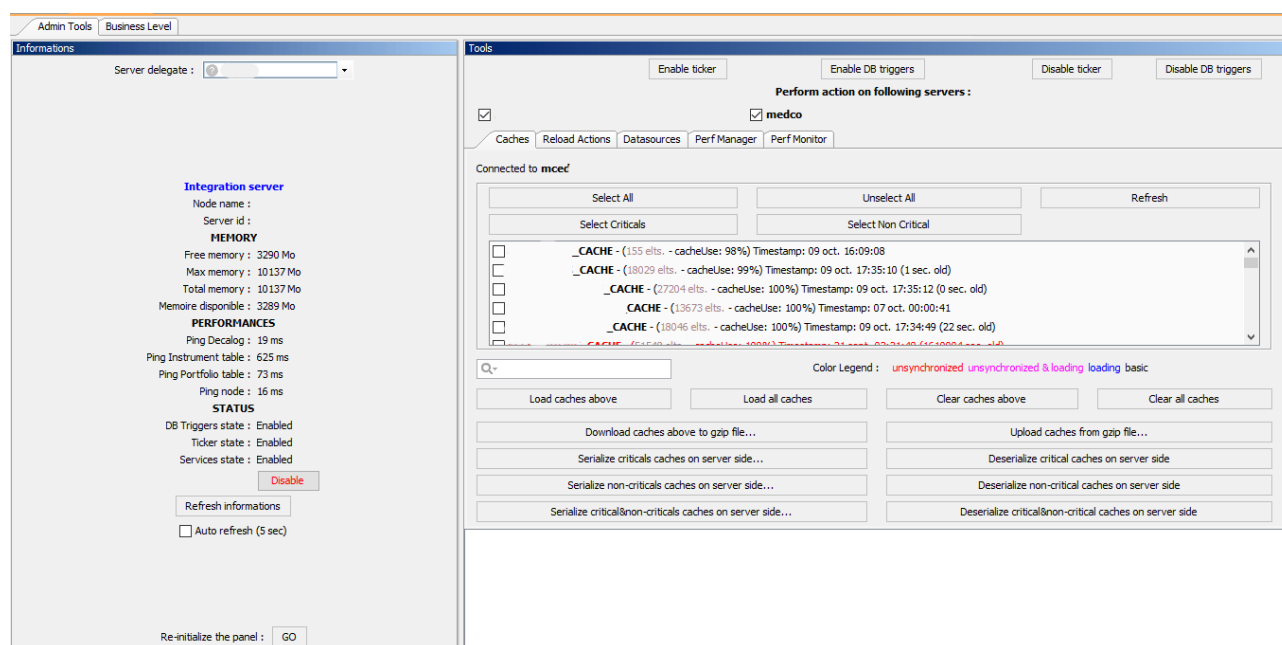 Admin Tools Business Level
Informations
Server delegate :
Integration server
Node name :
Server id :
MEMORY
Free memory : 3290 Mo
Max memory : 10137 Mo
Total memory : 10137 Mo
Memoire disponible : 3289 Mo
PERFORMANCES
Ping Decalog : 19 ms
Ping Instrument table : 625 ms
Ping Portfolio table : 73 ms
Ping node : 16 ms
STATUS
DB Triggers state : Enabled
Ticker state : Enabled
Services state : Enabled
Disable
Refresh informations
Auto refresh (5 sec)
Re-initialize the panel : GO
Tools
Enable ticker Enable DB triggers Disable ticker Disable DB triggers
Perform action on following servers :
medco
Caches Reload Actions Datasources Perf Manager Perf Monitor
Connected to
Select All Unselect All Refresh
Select Criticals Select Non Critical
_CACHE - (155 elts. - cacheUse: 98%) Timestamp: 09 oct. 16:09:08
_CACHE - (18029 elts. - cacheUse: 99%) Timestamp: 09 oct. 17:35:10 (1 sec. old)
_CACHE - (27204 elts. - cacheUse: 100%) Timestamp: 09 oct. 17:35:12 (0 sec. old)
_CACHE - (13673 elts. - cacheUse: 100%) Timestamp: 07 oct. 00:00:41
_CACHE - (18046 elts. - cacheUse: 100%) Timestamp: 09 oct. 17:34:49 (22 sec. old)
Color Legend : unsynchronized unsynchronized & loading loading basic
Load caches above Load all caches Clear caches above Clear all caches
Download caches above to gzip file... Upload caches from gzip file...
Serialize criticals caches on server side... Deserialize critical caches on server side
Serialize non-criticals caches on server side... Deserialize non-critical caches on server side
Serialize critical&non-criticals caches on server side... Deserialize critical&non-critical caches on server side